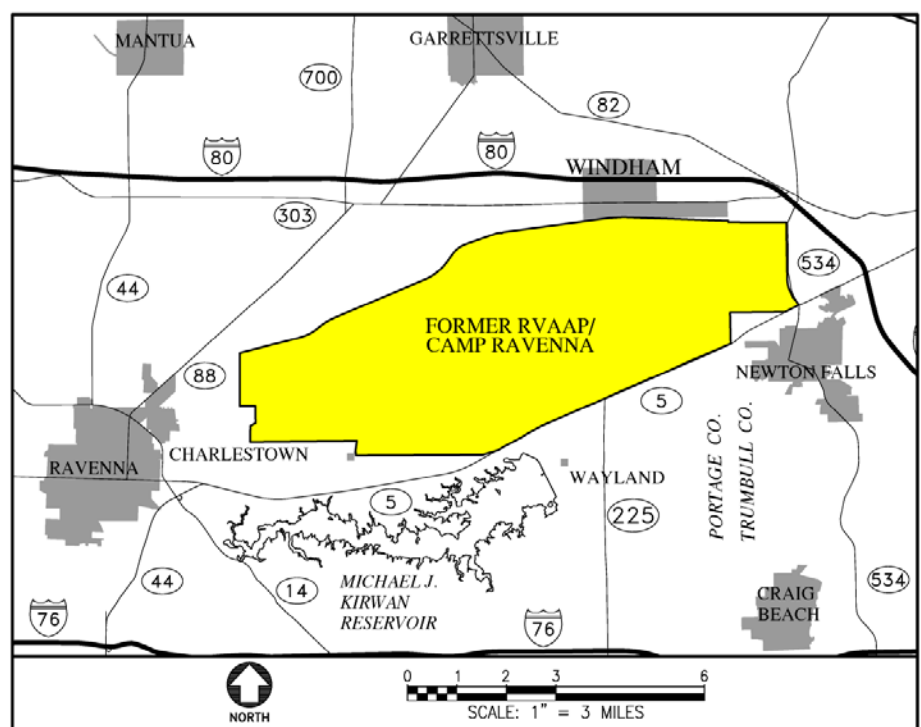 MANTUA
GARRETTSVILLE
700
82
80
80
WINDHAM
303
534
44
FORMER RVAAP/
CAMP RAVENNA
88
NEWTON FALLS
5
CHARLESTOWN
RAVENNA
WAYLAND
PORTAGE CO.
TRUMBULL CO.
5
225
44
14
MICHAEL J.
KIRWAN
RESERVOIR
534
CRAIG
BEACH
76
76
NORTH
0 1 2 3 6
SCALE: 1" = 3 MILES